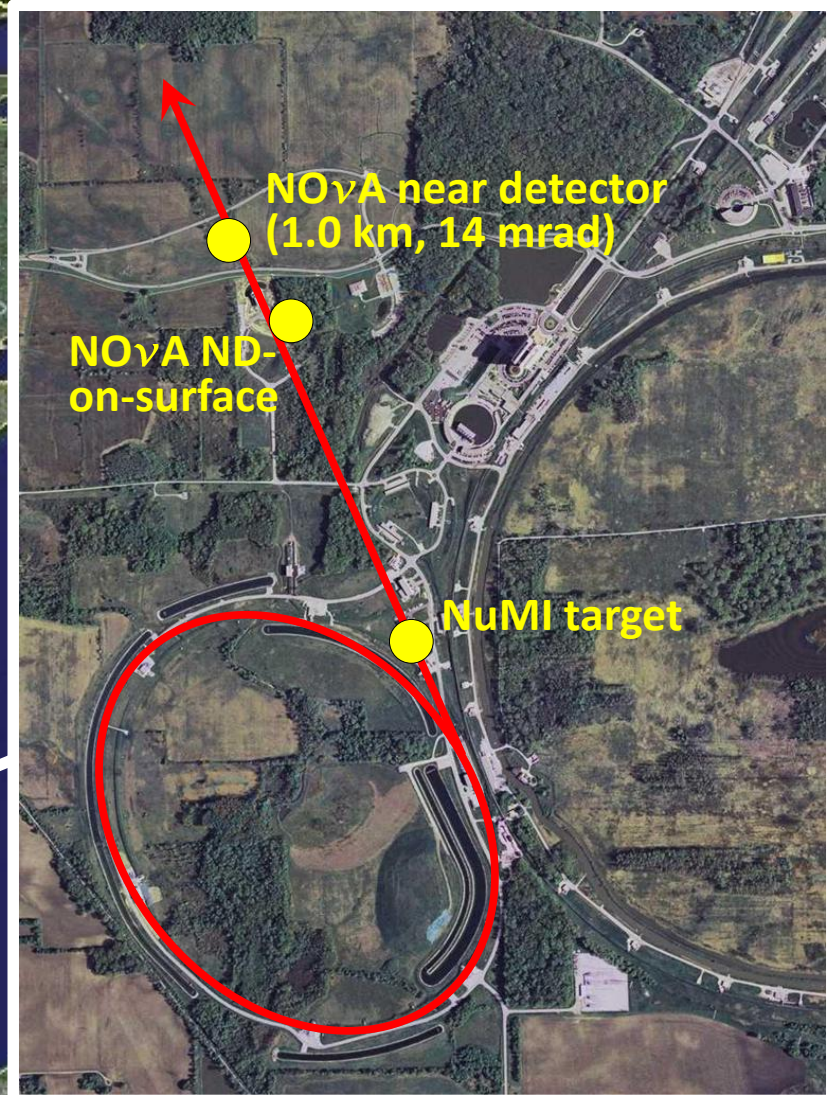 NOνA near detector
(1.0 km, 14 mrad)
NOνA ND-
on-surface
NuMI target